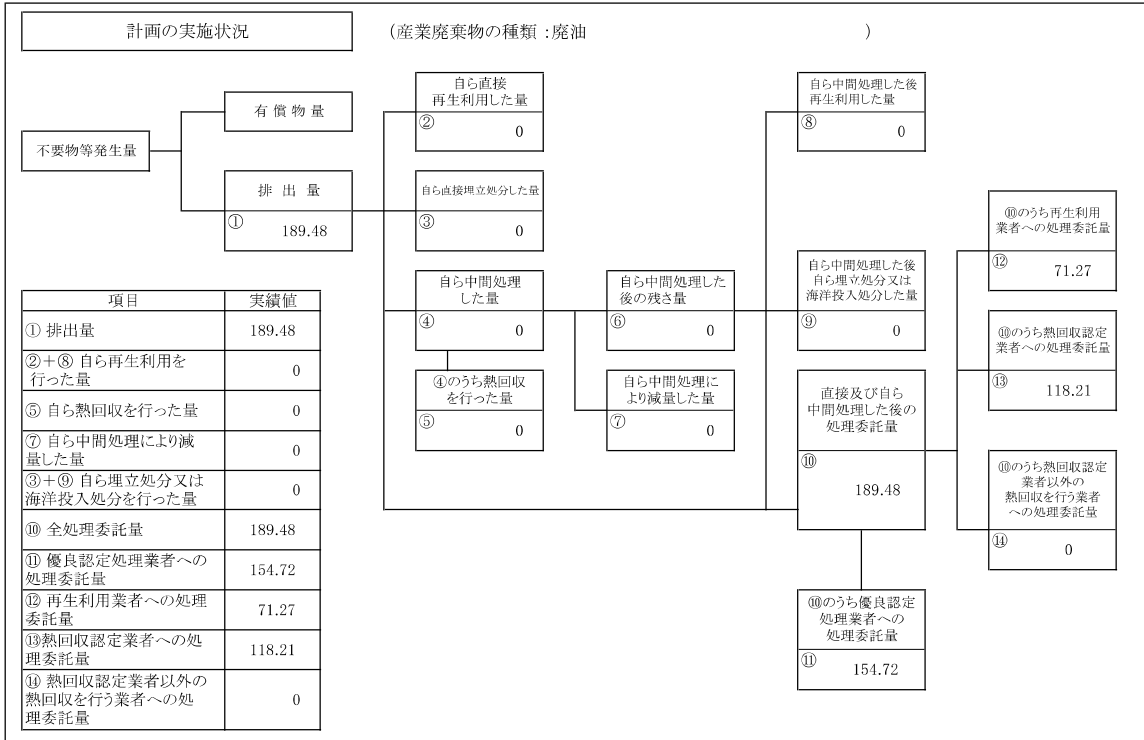 計画の実施状況
(産業廃棄物の種類 :廃油 )
不要物等発生量
有 償 物 量
排 出 量
①
189.48
自ら直接
再生利用した量
②
0
自ら直接埋立処分した量
③
0
自ら中間処理
した量
④
0
④のうち熱回収
を行った量
⑤
0
自ら中間処理した
後の残さ量
⑥
0
自ら中間処理に
より減量した量
⑦
0
自ら中間処理した後
再生利用した量
⑧
0
自ら中間処理した後
自ら埋立処分又は
海洋投入処分した量
⑨
0
直接及び自ら
中間処理した後の
処理委託量
⑩
189.48
⑩のうち優良認定
処理業者への
処理委託量
⑪
154.72
⑩のうち再生利用
業者への処理委託量
⑫
71.27
⑩のうち熱回収認定
業者への処理委託量
⑬
118.21
⑩のうち熱回収認定
業者以外の
熱回収を行う業者
への処理委託量
⑭
0
項目 実績値
① 排出量 189.48
②+⑧ 自ら再生利用を
行った量 0
⑤ 自ら熱回収を行った量 0
⑦ 自ら中間処理により減
量した量 0
③+⑨ 自ら埋立処分又は
海洋投入処分を行った量 0
⑩ 全処理委託量 189.48
⑪ 優良認定処理業者への
処理委託量 154.72
⑫ 再生利用業者への処理
委託量 71.27
⑬熱回収認定業者への処
理委託量 118.21
⑭ 熱回収認定業者以外の
熱回収を行う業者への処
理委託量 0